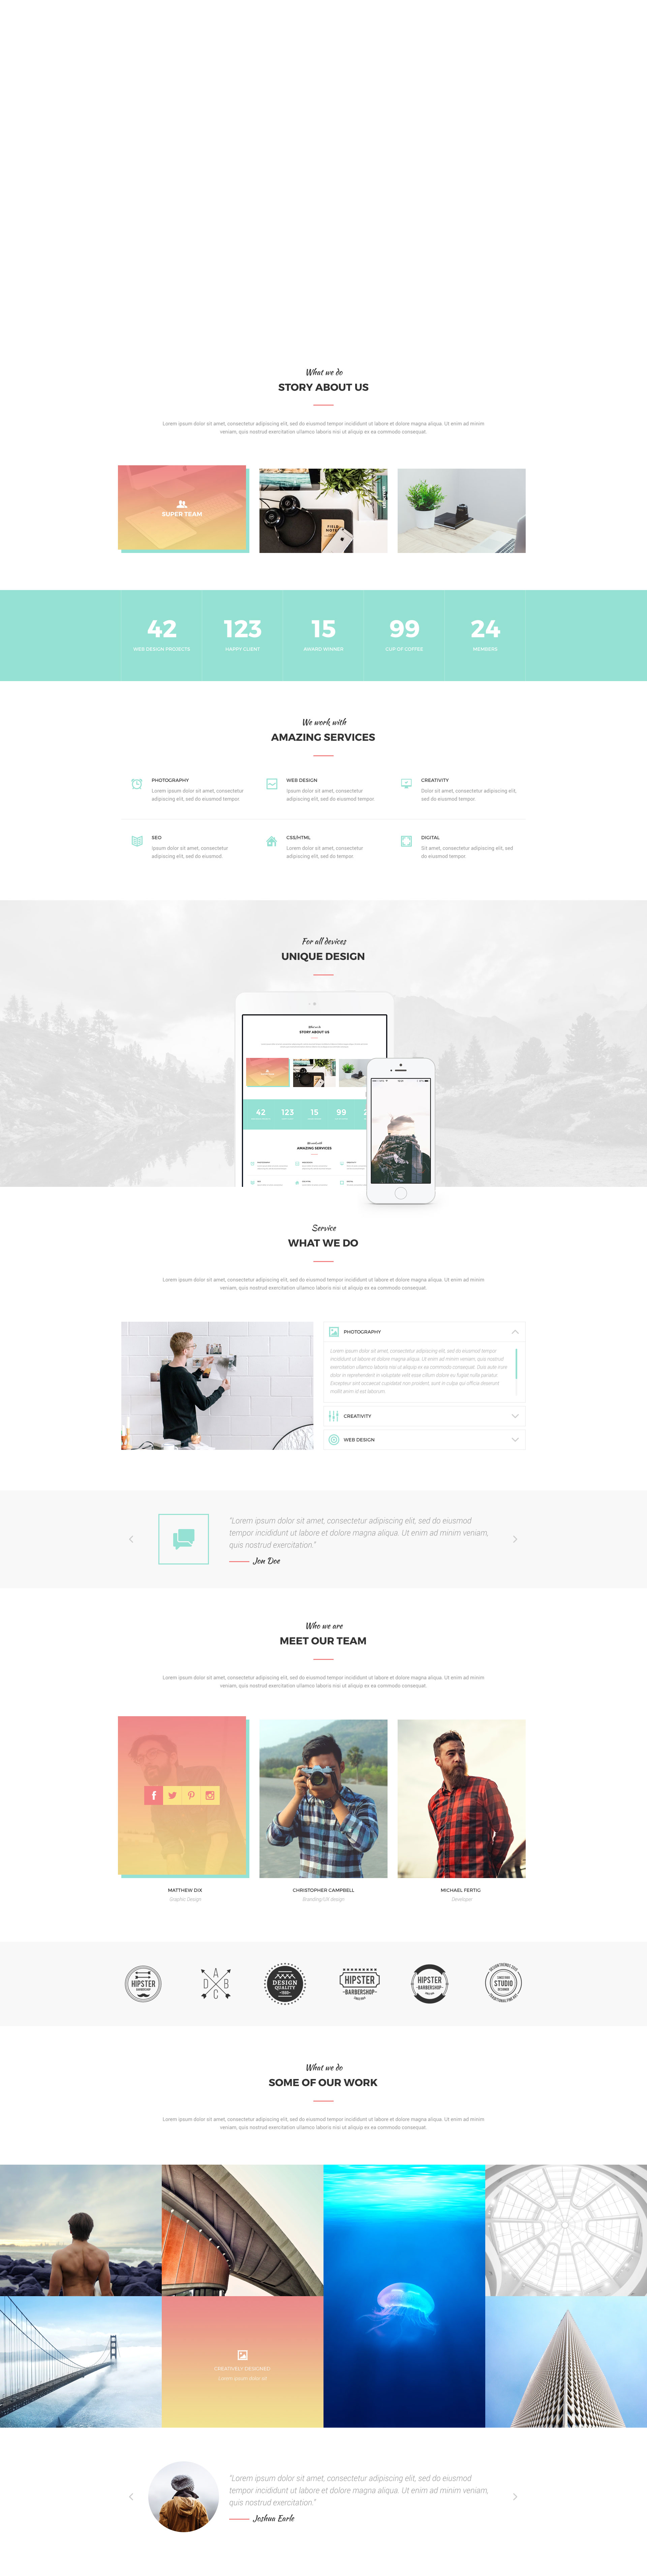 What we do
STORY ABOUT US
Lorem ipsum dolor sit amet, consectetur adipiscing elit, sed do eiusmod tempor incididunt ut labore et dolore magna aliqua. Ut enim ad minim
veniam, quis nostrud exercitation ullamco laboris nisi ut aliquip ex ea commodo consequat.
SUPER TEAM
FIELD NOTES
42
123
15
99
24
WEB DESIGN PROJECTS
HAPPY CLIENT
AWARD WINNER
CUP OF COFFEE
MEMBERS
We work with
AMAZING SERVICES
PHOTOGRAPHY
Lorem ipsum dolor sit amet, consectetur
adipiscing elit, sed do eiusmod tempor.
WEB DESIGN
Ipsum dolor sit amet, consectetur
adipiscing elit, sed do eiusmod tempor.
CREATIVITY
Dolor sit amet, consectetur adipiscing elit,
sed do eiusmod tempor.
SEO
Ipsum dolor sit amet, consectetur
adipiscing elit, sed do eiusmod.
CSS/HTML
Lorem dolor sit amet, consectetur
adipiscing elit, sed do tempor.
DIGITAL
Sit amet, consectetur adipiscing elit, sed
do eiusmod tempor.
For all devices
UNIQUE DESIGN
STORY ABOUT US
42
123
15
99
AMAZING SERVICES
Service
WHAT WE DO
Lorem ipsum dolor sit amet, consectetur adipiscing elit, sed do eiusmod tempor incididunt ut labore et dolore magna aliqua. Ut enim ad minim
veniam, quis nostrud exercitation ullamco laboris nisi ut aliquip ex ea commodo consequat.
PHOTOGRAPHY
Lorem ipsum dolor sit amet, consectetur adipiscing elit, sed do eiusmod tempor
incididunt ut labore et dolore magna aliqua. Ut enim ad minim veniam, quis nostrud
exercitation ullamco laboris nisi ut aliquip ex ea commodo consequat. Duis aute irure
dolor in reprehenderit in voluptate velit esse cillum dolore eu fugiat nulla pariatur.
Excepteur sint occaecat cupidatat non proident, sunt in culpa qui officia deserunt
mollit anim id est laborum.
CREATIVITY
WEB DESIGN
"Lorem ipsum dolor sit amet, consectetur adipiscing elit, sed do eiusmod
tempor incididunt ut labore et dolore magna aliqua. Ut enim ad minim veniam,
quis nostrud exercitation."
Jon Doe
Who we are
MEET OUR TEAM
Lorem ipsum dolor sit amet, consectetur adipiscing elit, sed do eiusmod tempor incididunt ut labore et dolore magna aliqua. Ut enim ad minim
veniam, quis nostrud exercitation ullamco laboris nisi ut aliquip ex ea commodo consequat.
MATTHEW DIX
Graphic Design
CHRISTOPHER CAMPBELL
Branding/UX design
MICHAEL FERTIG
Developer
HIPSTER
BARBERSHOP
A
D B
C
DESIGN
QUALITY
HIPSTER
BARBERSHOP
HIPSTER
BARBERSHOP
STUDIO
What we do
SOME OF OUR WORK
Lorem ipsum dolor sit amet, consectetur adipiscing elit, sed do eiusmod tempor incididunt ut labore et dolore magna aliqua. Ut enim ad minim
veniam, quis nostrud exercitation ullamco laboris nisi ut aliquip ex ea commodo consequat.
CREATIVELY DESIGNED
"Lorem ipsum dolor sit amet, consectetur adipiscing elit, sed do eiusmod
tempor incididunt ut labore et dolore magna aliqua. Ut enim ad minim veniam,
quis nostrud exercitation."
Joshua Earle